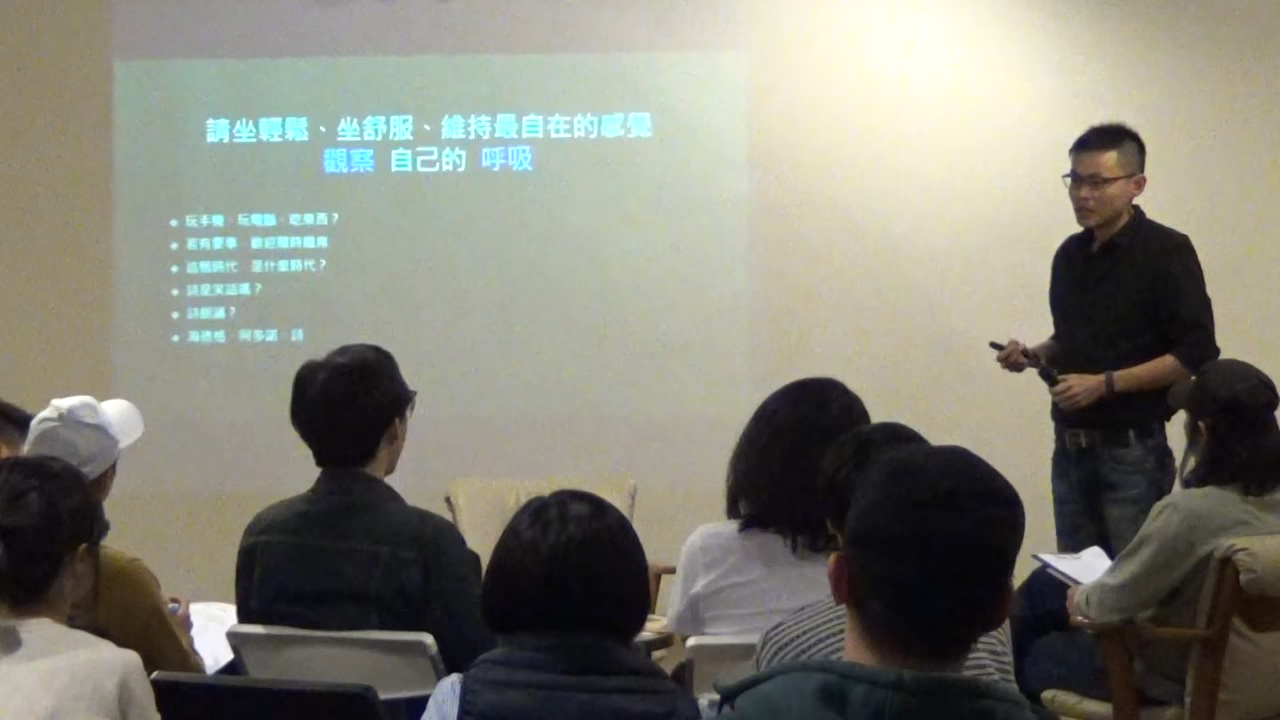 請坐輕鬆、坐舒服、維持最自在的感覺
觀察 自己的 呼吸
玩手機、玩電腦、吃東西？
若有要事 歡迎隨時離席
這個時代 是什麼時代？
詩是笑話嗎？
詩能
海德格、阿多諾、詩